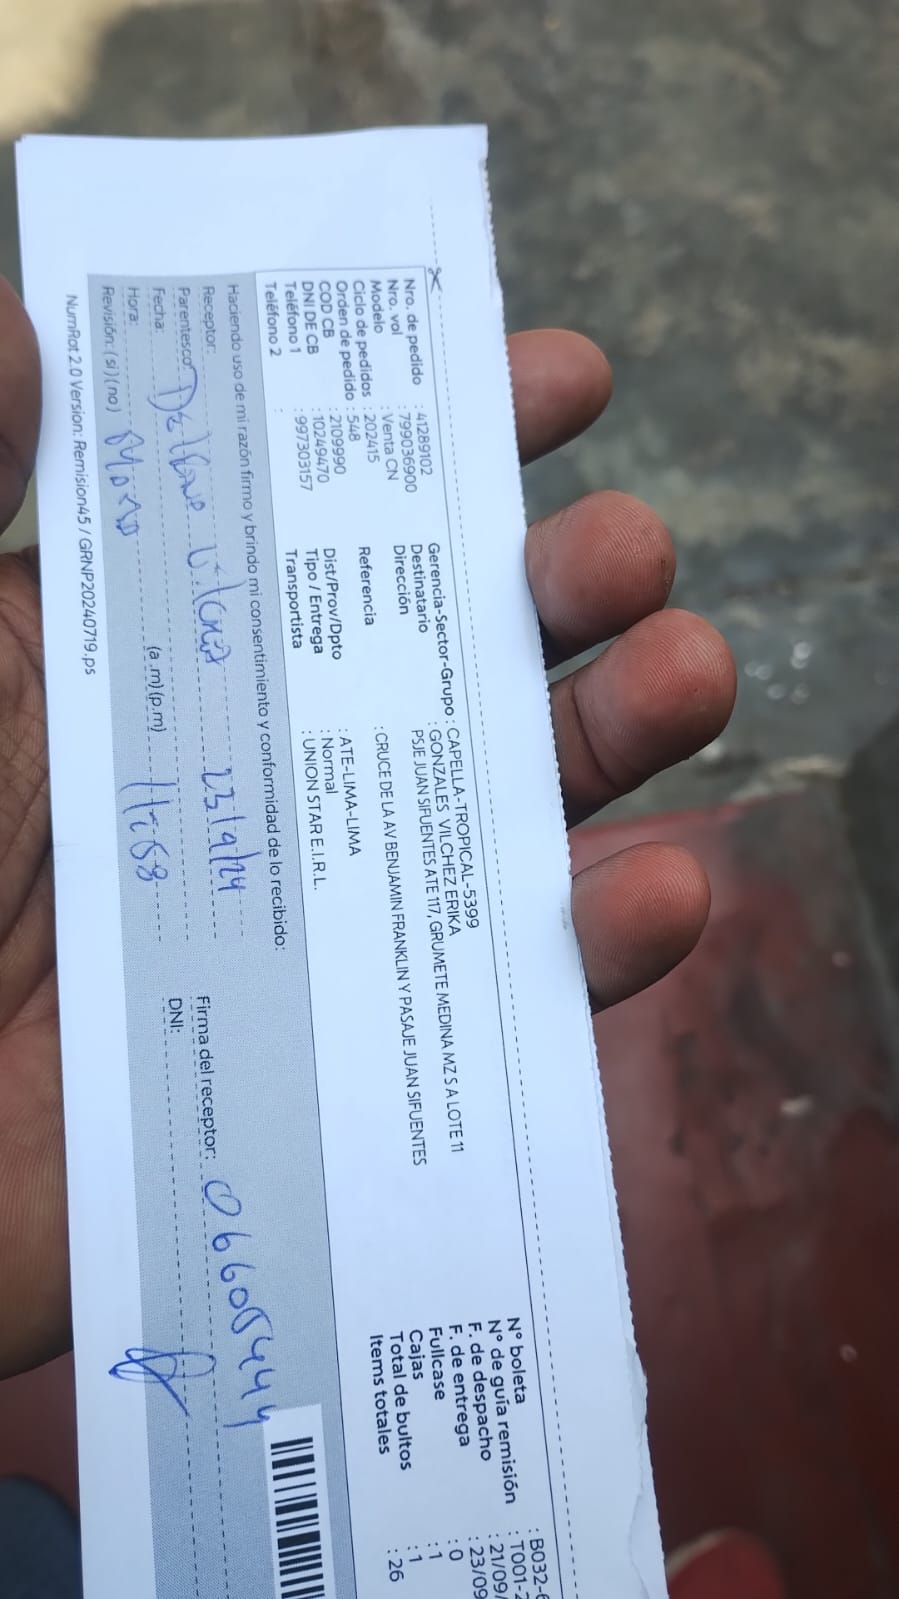 Nro. de pedido : 41289102
Nro. vol : 799036900
Modelo : Venta CN
Ciclo de pedidos : 202415
Orden de pedido : 548
COD CB : 2109990
DNI DE CB : 10249470
Teléfono 1 : 997303157
Teléfono 2 :
Gerencia-Sector-Grupo : CAPELLA-TROPICAL-5399
Destinatario : GONZALES VILCHEZ ERIKA
Dirección PSJE JUAN SIFUENTES ATE 117, GRUMETE MEDINA MZ S A LOTE 11
Referencia : CRUCE DE LA AV BENJAMIN FRANKLIN Y PASAJE JUAN SIFUENTES
Dist/Prov/Dpto : ATE-LIMA-LIMA
Tipo / Entrega : Normal
Transportista : UNION STAR E.I.R.L.
N° boleta : B032-
N° de guía remisión : T001-2
F. de despacho : 21/09/
F. de entrega : 23/09
Fullcase : 0
Cajas : 1
Total de bultos : 1
Items totales : 26
Haciendo uso de mi razón firmo y brindo mi consentimiento y conformidad de lo recibido:
Receptor: 23/9/24
Firma del receptor: 06605444
Parentesco
DNI:
Fecha:
Hora: (a.m)(p.m)
Revisión: (si)(no)
NumRot 2.0 Version: Remision45 / GRNP20240719.ps